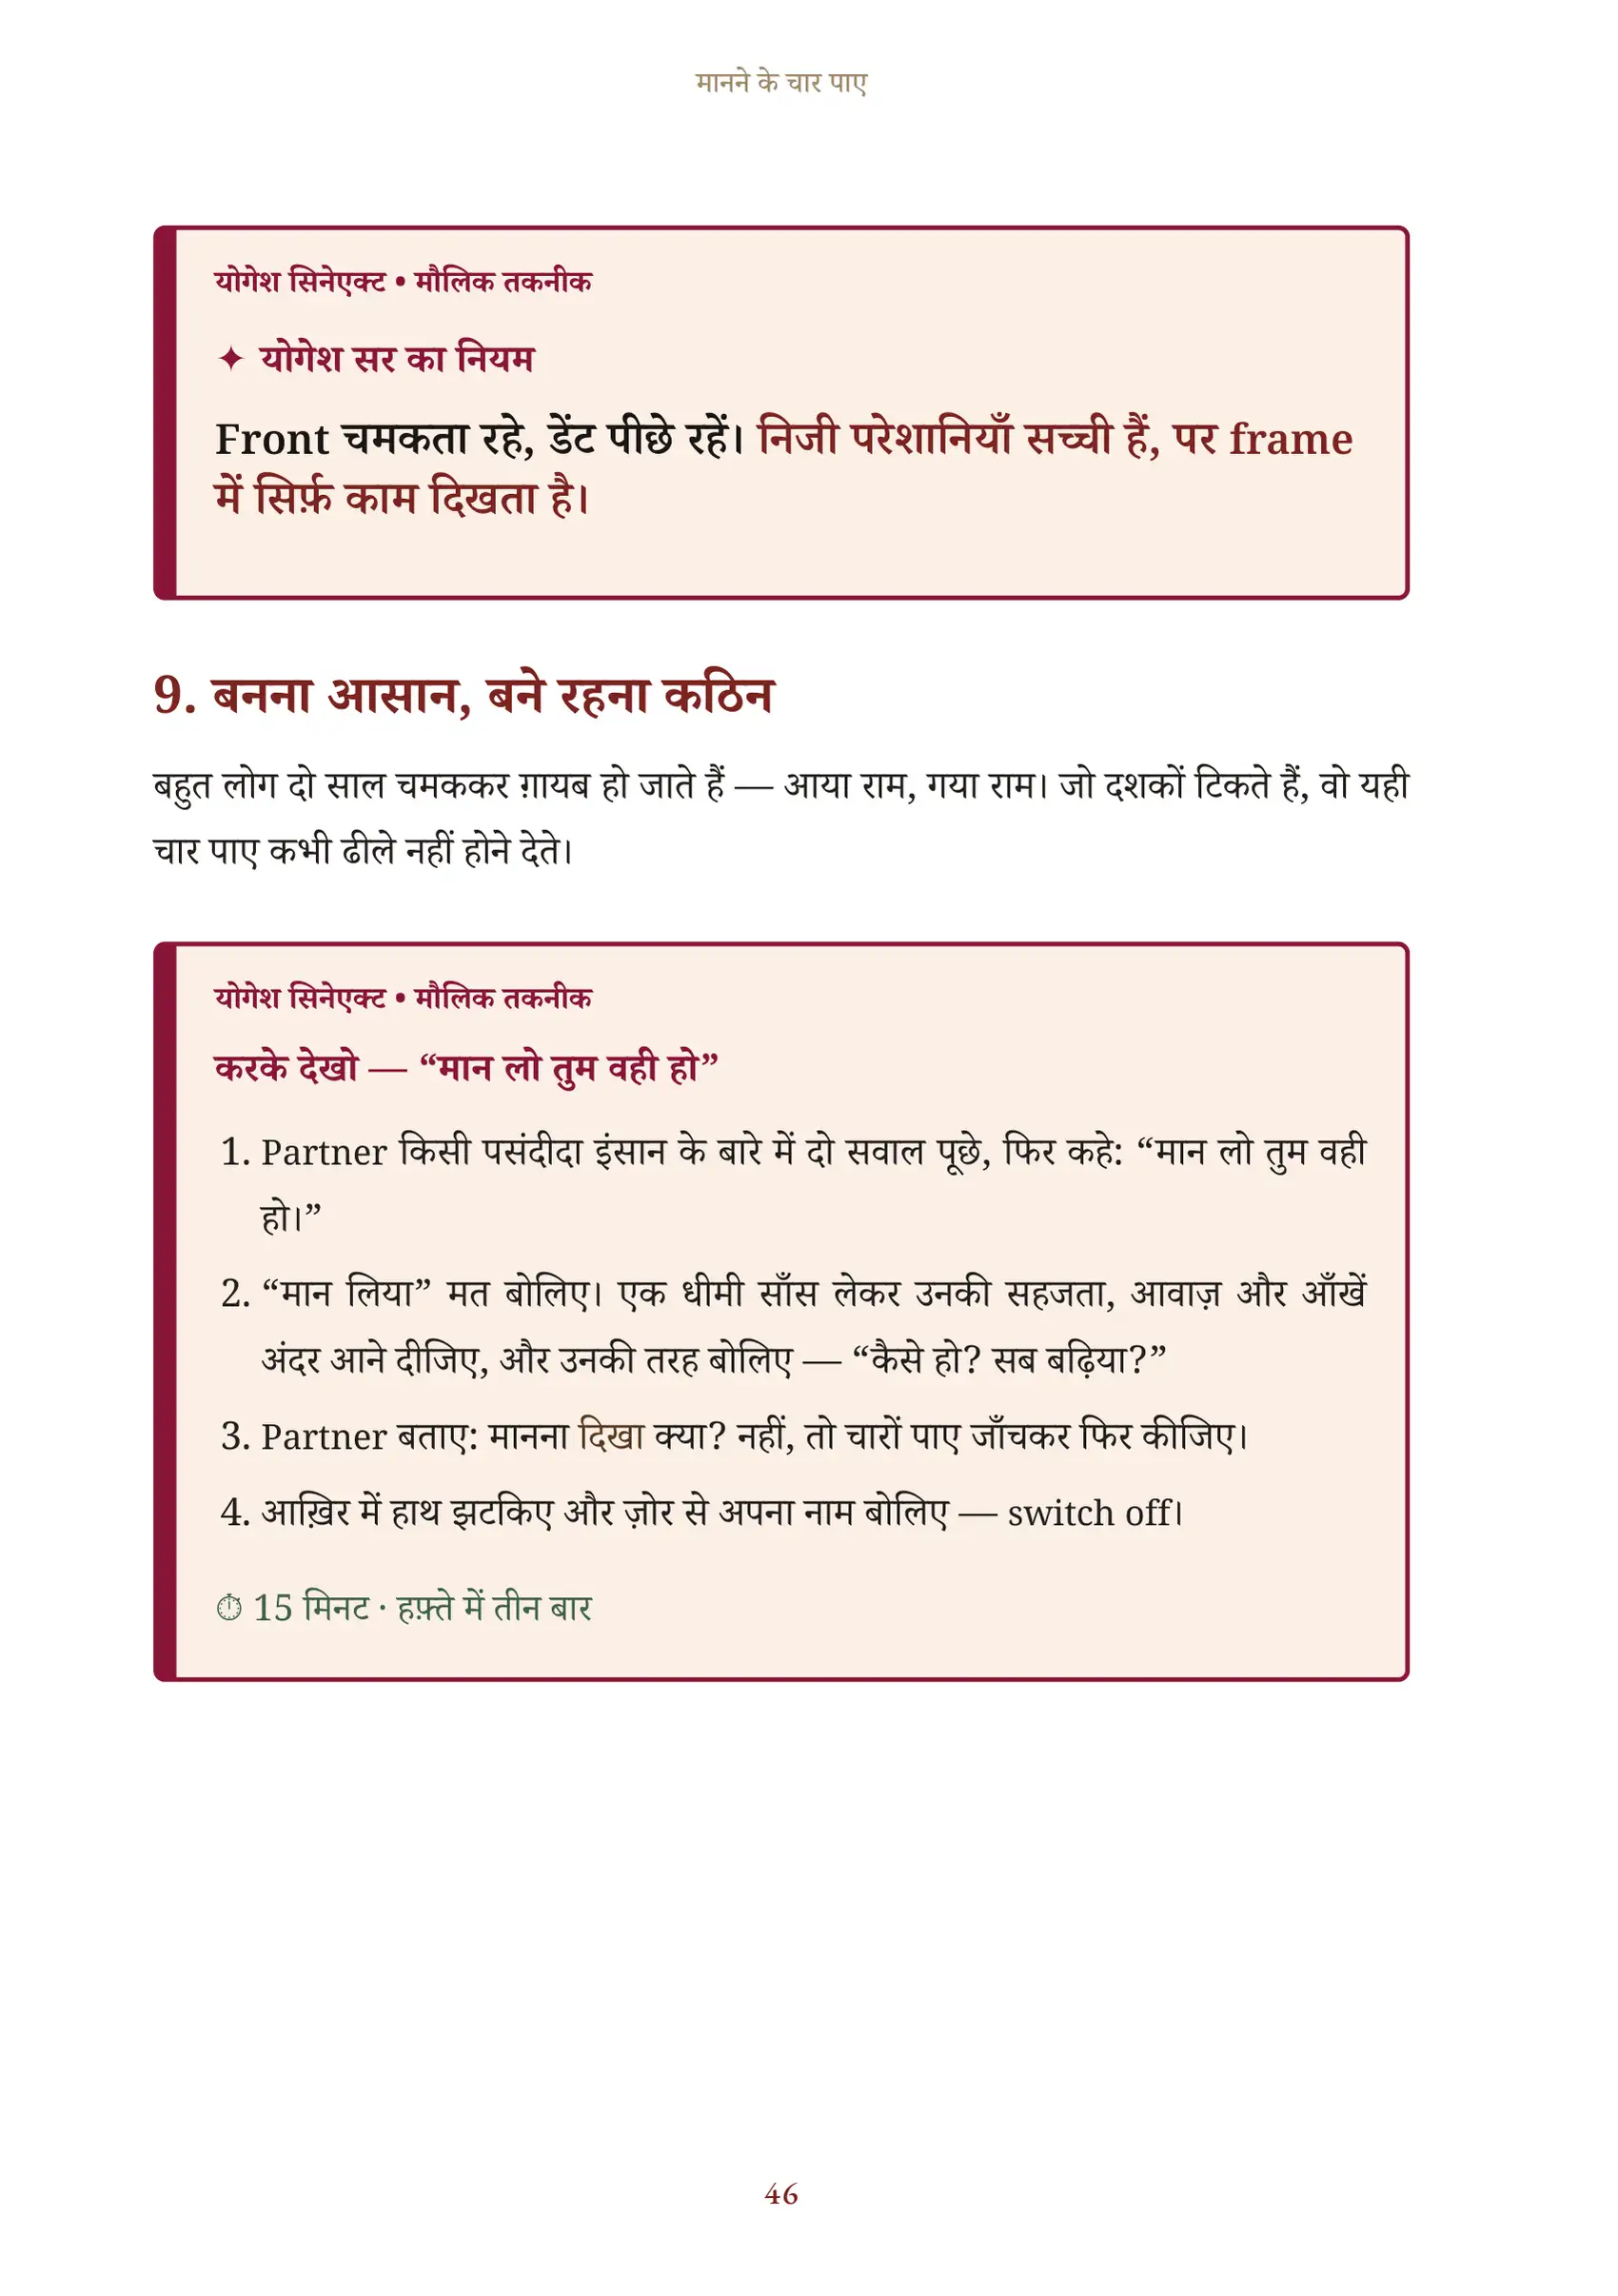 मानने के चार पाए
योगेश सिनेएक्ट • मौलिक तकनीक
✦ योगेश सर का नियम
Front चमकता रहे, डेंट पीछे रहें। निजी परेशानियाँ सच्ची हैं, पर frame
में सिर्फ़ काम दिखता है।
9. बनना आसान, बने रहना कठिन
बहुत लोग दो साल चमककर ग़ायब हो जाते हैं — आया राम, गया राम। जो दशकों टिकते हैं, वो यही
चार पाए कभी ढीले नहीं होने देते।
योगेश सिनेएक्ट • मौलिक तकनीक
करके देखो — “मान लो तुम वही हो”
1. Partner किसी पसंदीदा इंसान के बारे में दो सवाल पूछे, फिर कहे: “मान लो तुम वही
हो।”
2. “मान लिया” मत बोलिए। एक धीमी साँस लेकर उनकी सहजता, आवाज़ और आँखें
अंदर आने दीजिए, और उनकी तरह बोलिए — “कैसे हो? सब बढ़िया?”
3. Partner बताए: मानना दिखा क्या? नहीं, तो चारों पाए जाँचकर फिर कीजिए।
4. आख़िर में हाथ झटकिए और ज़ोर से अपना नाम बोलिए — switch off।
⏱ 15 मिनट · हफ़्ते में तीन बार
46